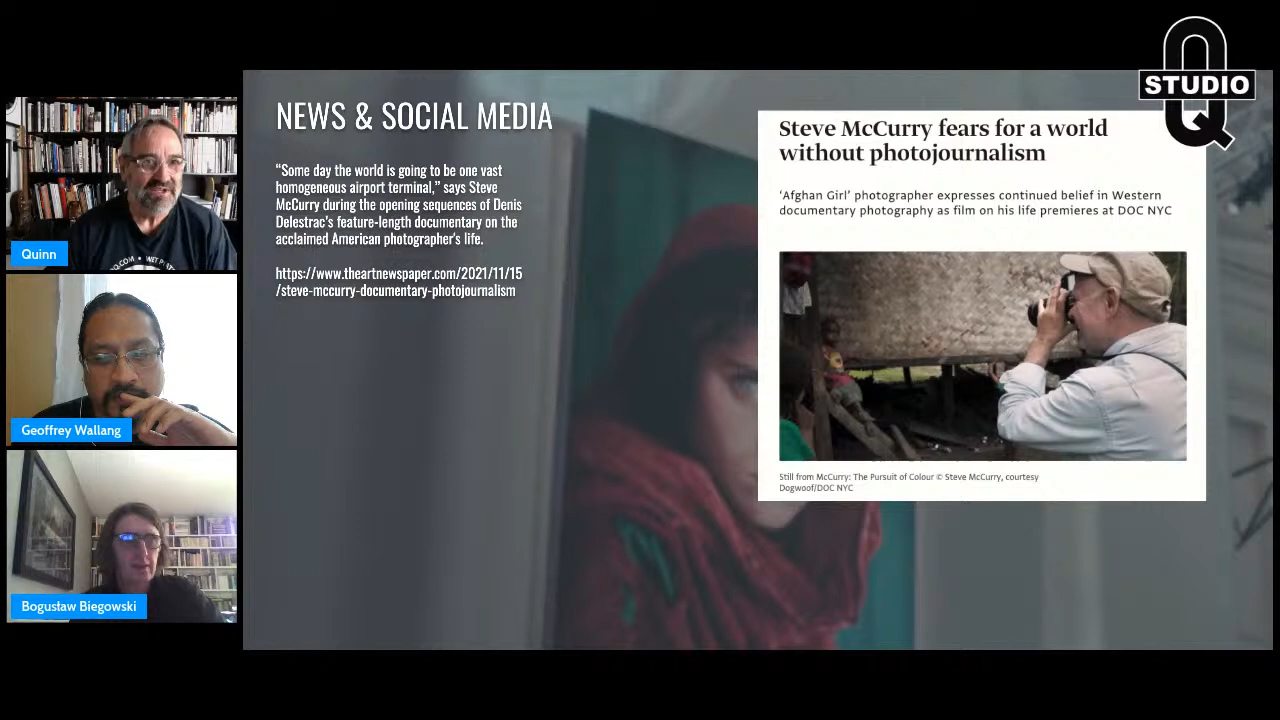 STUDIO
Q
NEWS & SOCIAL MEDIA
“Some day the world is going to be one vast
homogeneous airport terminal,” says Steve
McCurry during the opening sequences of Denis
Delestrac's feature-length documentary on the
acclaimed American photographer's life.
https://www.theartnewspaper.com/2021/11/15
/steve-mccurry-documentary-photojournalism
Steve McCurry fears for a world
without photojournalism
‘Afghan Girl’ photographer expresses continued belief in Western
documentary photography as film on his life premieres at DOC NYC
Still from McCurry: The Pursuit of Colour © Steve McCurry, courtesy
Dogwoof/DOC NYC
Quinn
Geoffrey Wallang
Bogusław Biegowski